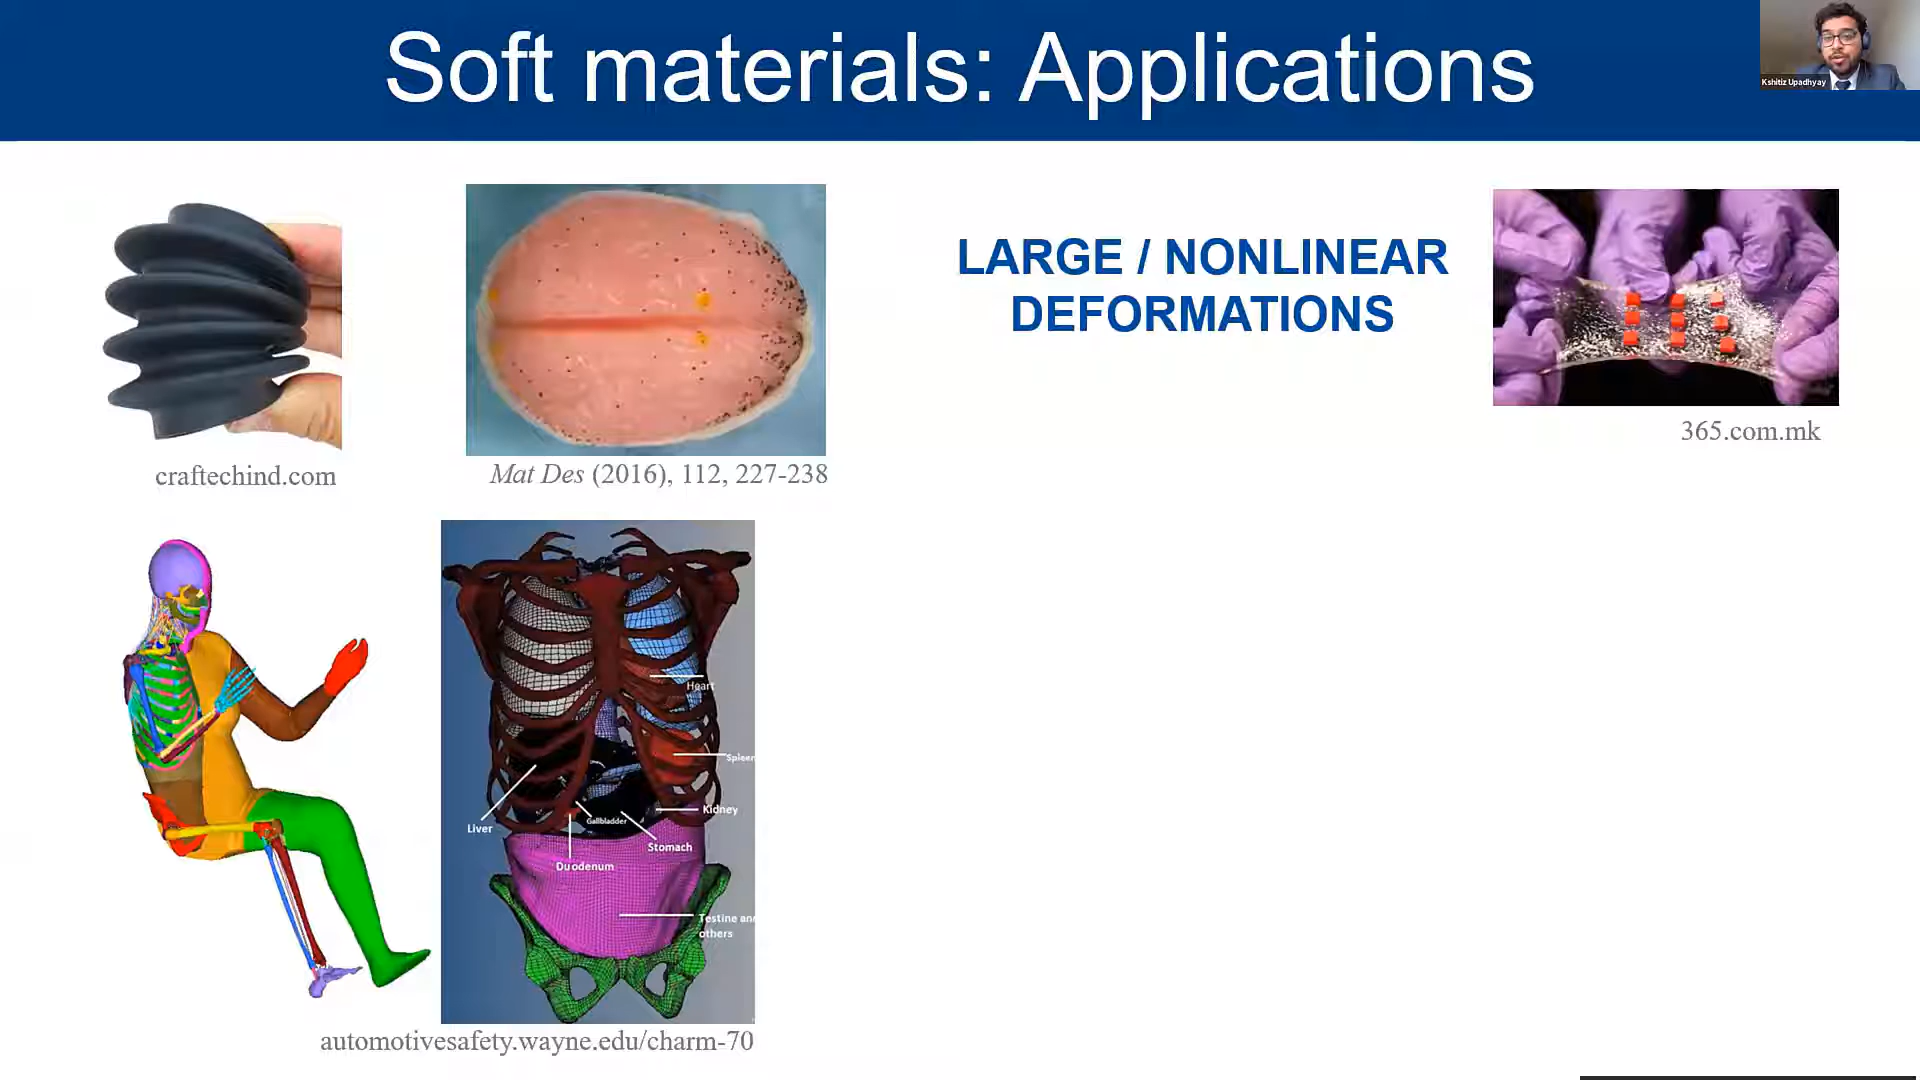 Soft materials: Applications
Kshitiz Upadhyay
LARGE / NONLINEAR
DEFORMATIONS
365.com.mk
craftechind.com
Mat Des (2016), 112, 227-238
Heart
Spleen
Kidney
Liver
Gallbladder
Stomach
Duodenum
Testine and
others
automotivesafety.wayne.edu/charm-70